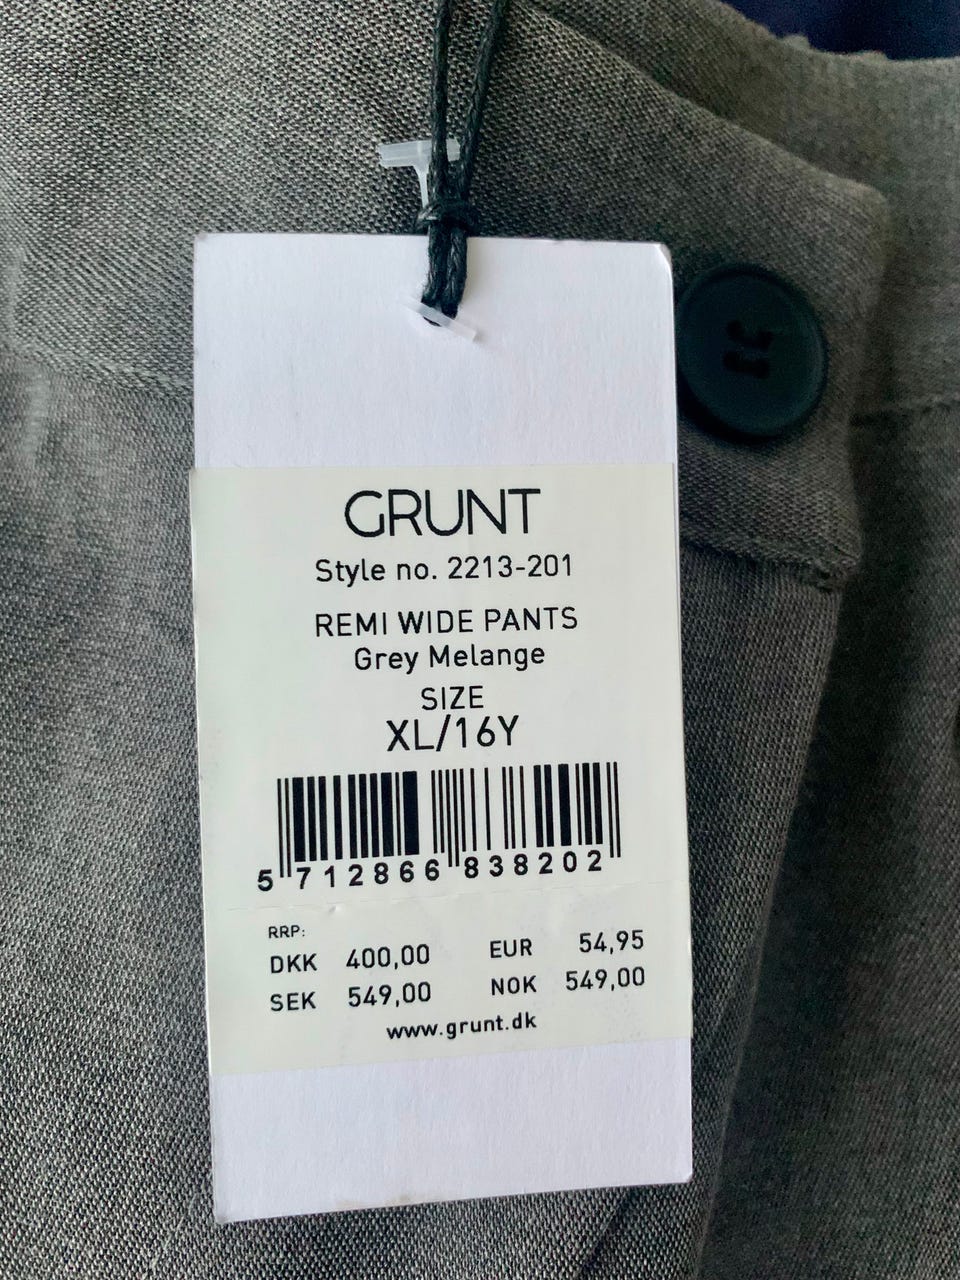 GRUNT
Style no. 2213-201
REMI WIDE PANTS
Grey Melange
SIZE
XL/16Y
5 712866 838202
RRP:
DKK 400,00 EUR 54,95
SEK 549,00 NOK 549,00
www.grunt.dk